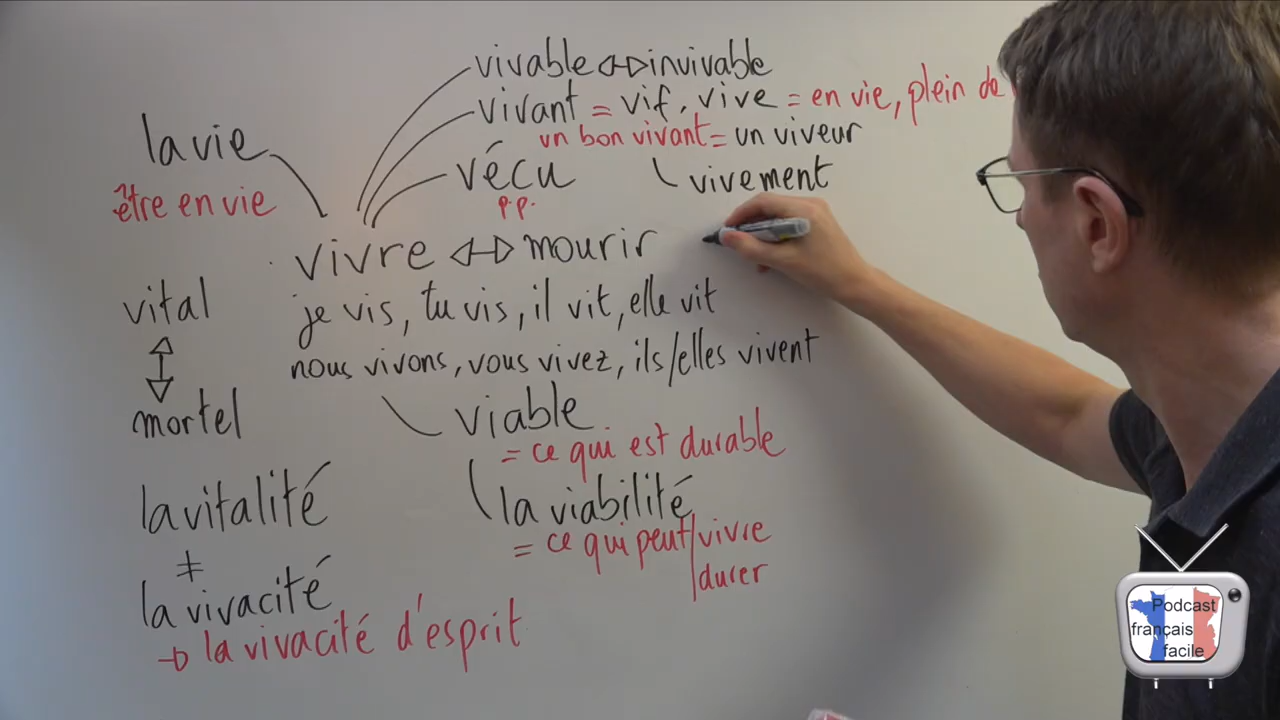 vivable ⇔ invivable
vivant = vif, vive = en vie, plein de
un bon vivant = un viveur
la vie
vécu
vivement
être en vie
p.p.
vivre ⇔ mourir
vital
je vis, tu vis, il vit, elle vit
nous vivons, vous vivez, ils/elles vivent
mortel
viable
= ce qui est durable
la vitalité
la viabilité
= ce qui peut vivre
durer
≠
la vivacité
→ la vivacité d'esprit
Podcast
français
facile